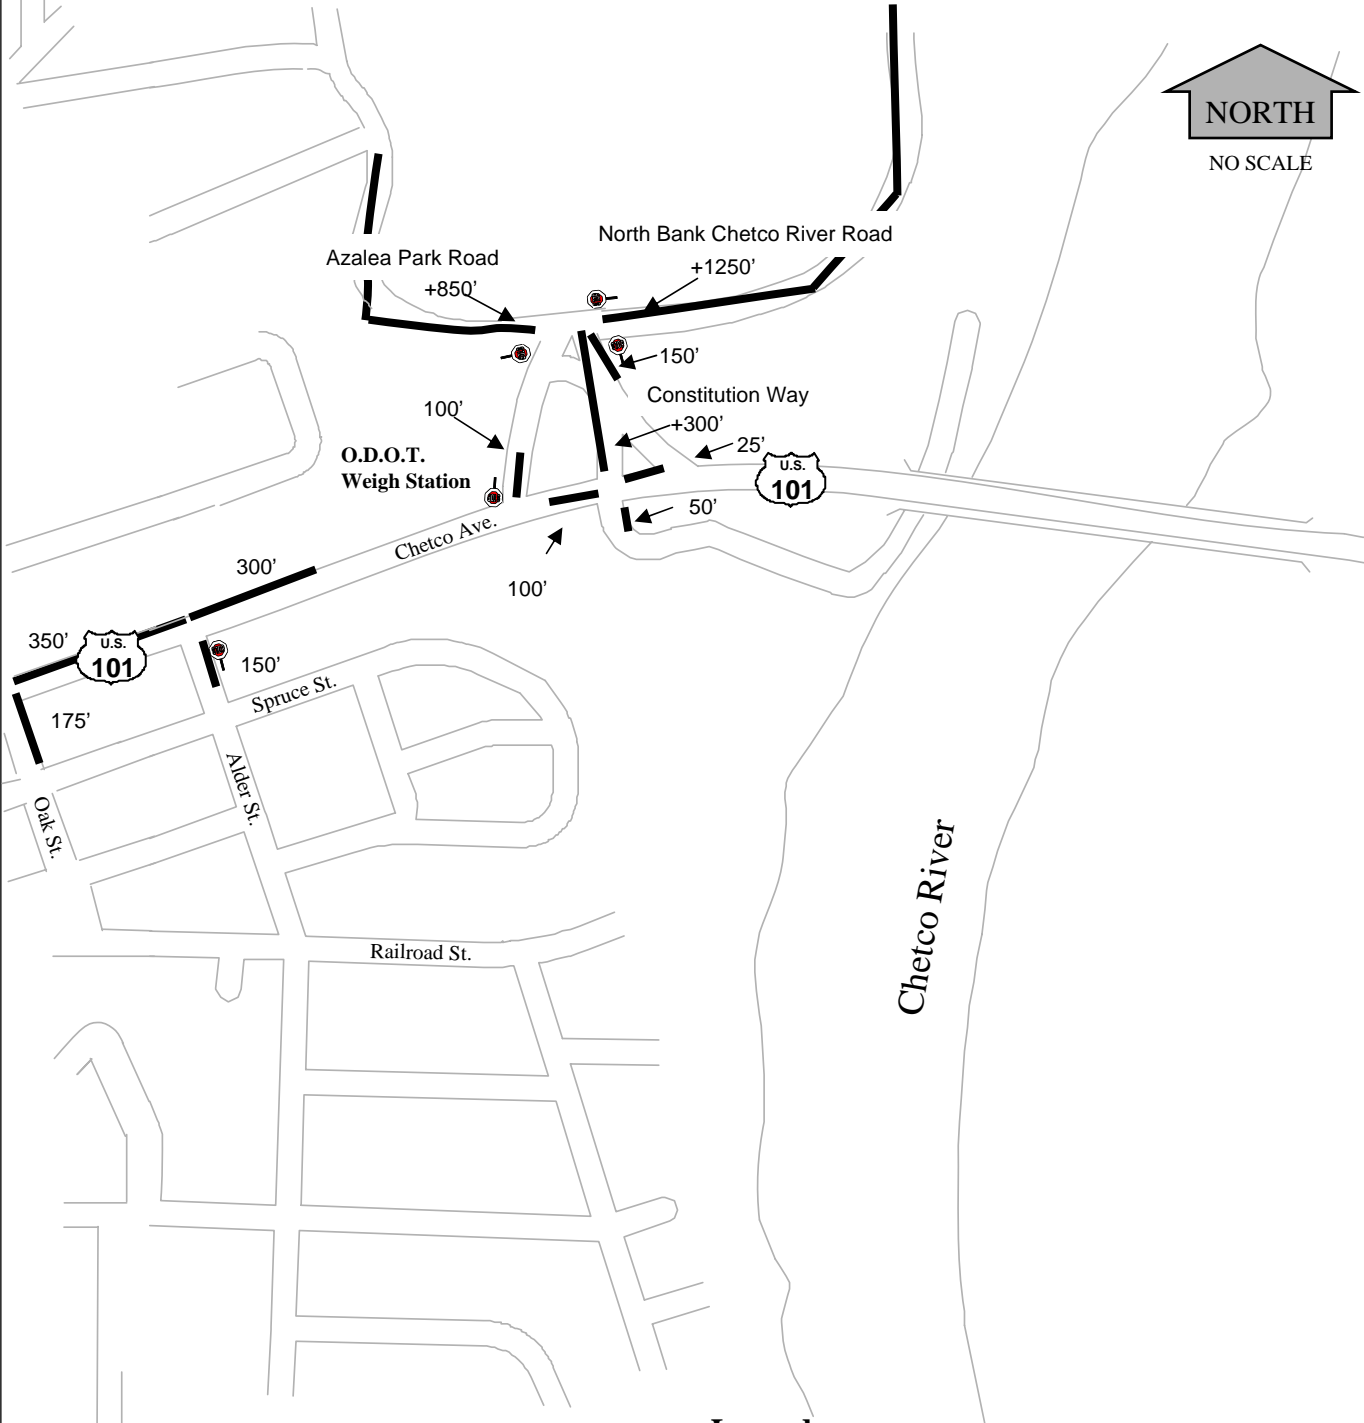 NORTH
NO SCALE
North Bank Chetco River Road
+1250’
Azalea Park Road
+850’
150’
Constitution Way
+300’
100’
25’
O.D.O.T.
Weigh Station
U.S.
101
50’
Chetco Ave.
100’
300’
350’
U.S.
101
150’
Spruce St.
175’
Alder St.
Oak St.
Chetco River
Railroad St.